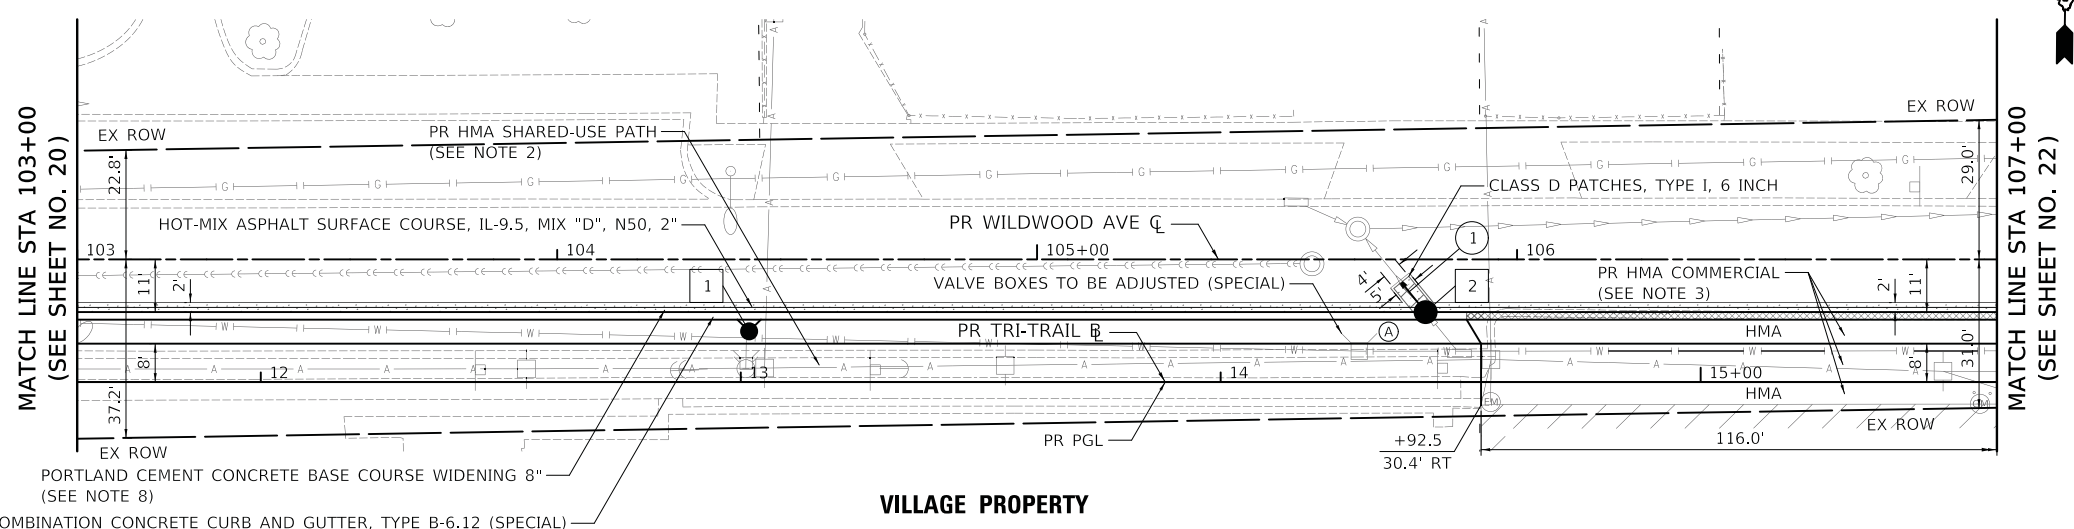 MATCH LINE STA 103+00
(SEE SHEET NO. 20)
EX ROW
PR HMA SHARED-USE PATH
(SEE NOTE 2)
EX ROW
MATCH LINE STA 107+00
(SEE SHEET NO. 22)
22.8'
29.0'
G G G G G G G G G G G
CLASS D PATCHES, TYPE I, 6 INCH
HOT-MIX ASPHALT SURFACE COURSE, IL-9.5, MIX "D", N50, 2"
PR WILDWOOD AVE CL
1
103
104
105+00
106
11'
2'
1
VALVE BOXES TO BE ADJUSTED (SPECIAL)
4'
5'
2
PR HMA COMMERCIAL
(SEE NOTE 3)
2'
11'
PR TRI-TRAIL BL
A
HMA
8'
12
13
14
15+00
8'
31.0'
HMA
37.2'
EM
EM
EX ROW
PR PGL
+92.5
30.4' RT
116.0'
EX ROW
PORTLAND CEMENT CONCRETE BASE COURSE WIDENING 8"
(SEE NOTE 8)
VILLAGE PROPERTY
OMBINATION CONCRETE CURB AND GUTTER, TYPE B-6.12 (SPECIAL)